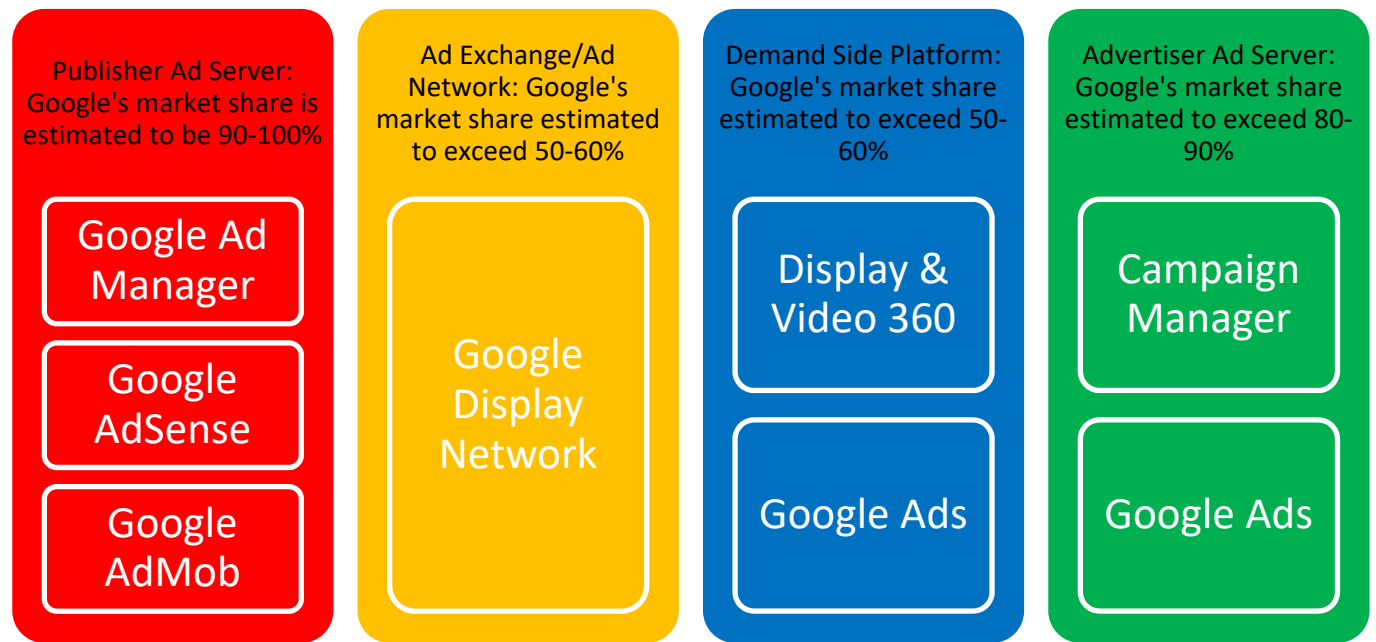 Publisher Ad Server:
Google's market share is
estimated to be 90-100%
Google Ad
Manager
Google
AdSense
Google
AdMob
Ad Exchange/Ad
Network: Google's
market share estimated
to exceed 50-60%
Google
Display
Network
Demand Side Platform:
Google's market share
estimated to exceed 50-
60%
Display &
Video 360
Google Ads
Advertiser Ad Server:
Google's market share
estimated to exceed 80-
90%
Campaign
Manager
Google Ads